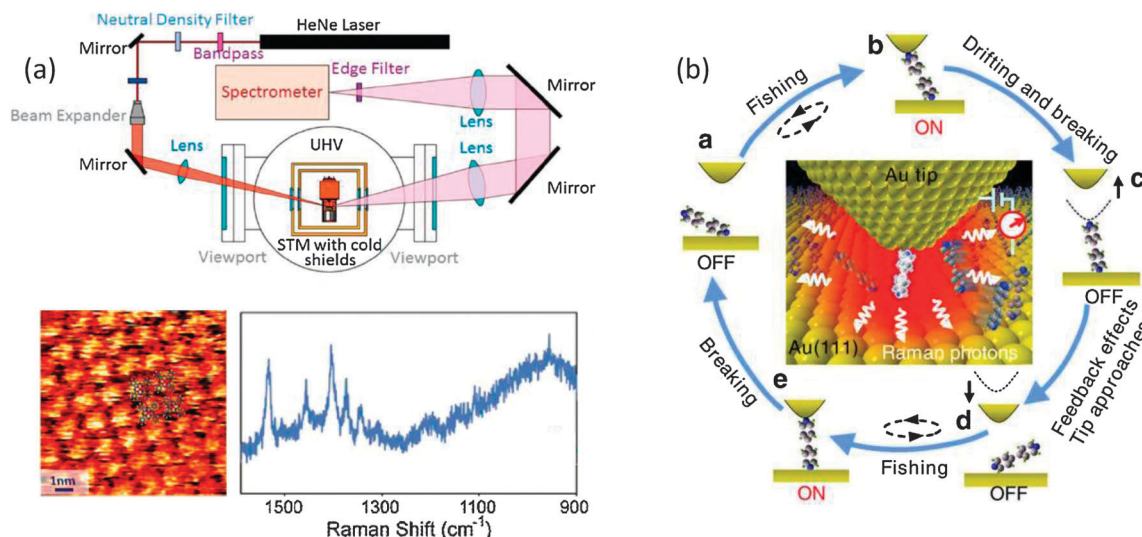 (a)
Neutral Density Filter
HeNe Laser
Mirror
Bandpass
Edge Filter
Spectrometer
Mirror
Beam Expander
Lens
Lens
UHV
Lens
Mirror
Mirror
STM with cold
shields
Viewport
Viewport
1nm
1500
1300
1100
900
Raman Shift (cm-1)
(b)
b
Fishing
Drifting and breaking
ON
a
c
Au tip
OFF
OFF
Au(111)
Raman photons
Feedback effects
Tip approaches
Breaking
e
d
Fishing
ON
OFF